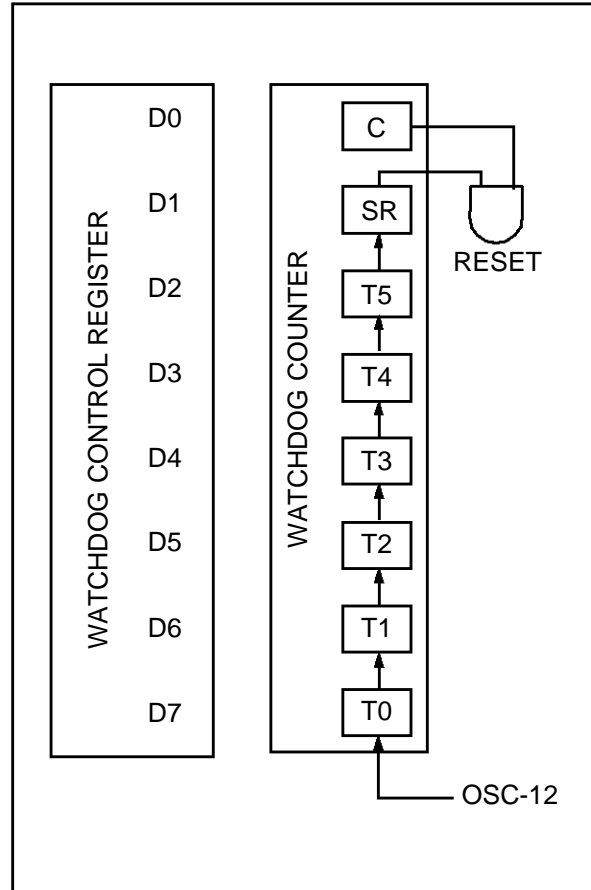 WATCHDOG CONTROL REGISTER
D0
D1
D2
D3
D4
D5
D6
D7
WATCHDOG COUNTER
C
SR
T5
T4
T3
T2
T1
T0
RESET
OSC-12